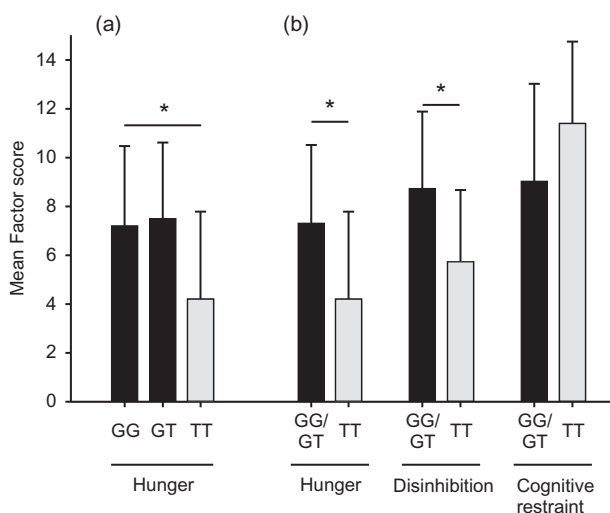 (a)
(b)
Mean Factor score
14
12
10
8
6
4
2
0
*
*
*
GG GT TT
Hunger
GG/
GT
TT
Hunger
GG/
GT
TT
Disinhibition
GG/
GT
TT
Cognitive
restraint